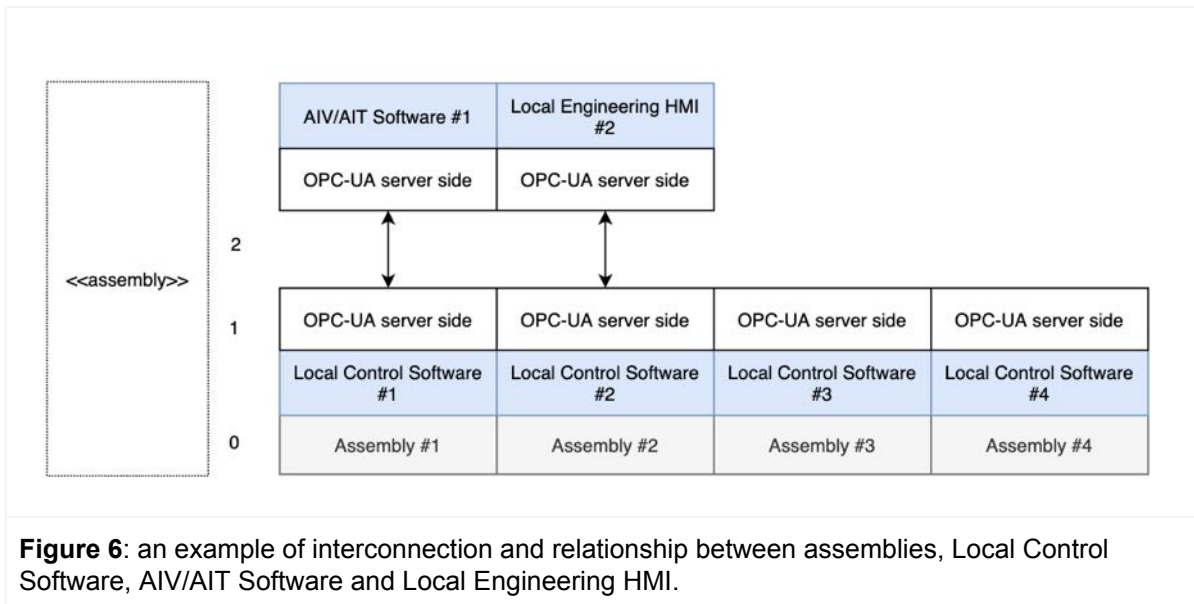 AIV/AIT Software #1
Local Engineering HMI
#2
OPC-UA server side
OPC-UA server side
2
<<assembly>>
1
OPC-UA server side
OPC-UA server side
OPC-UA server side
OPC-UA server side
Local Control Software
#1
Local Control Software
#2
Local Control Software
#3
Local Control Software
#4
0
Assembly #1
Assembly #2
Assembly #3
Assembly #4
Figure 6: an example of interconnection and relationship between assemblies, Local Control
Software, AIV/AIT Software and Local Engineering HMI.